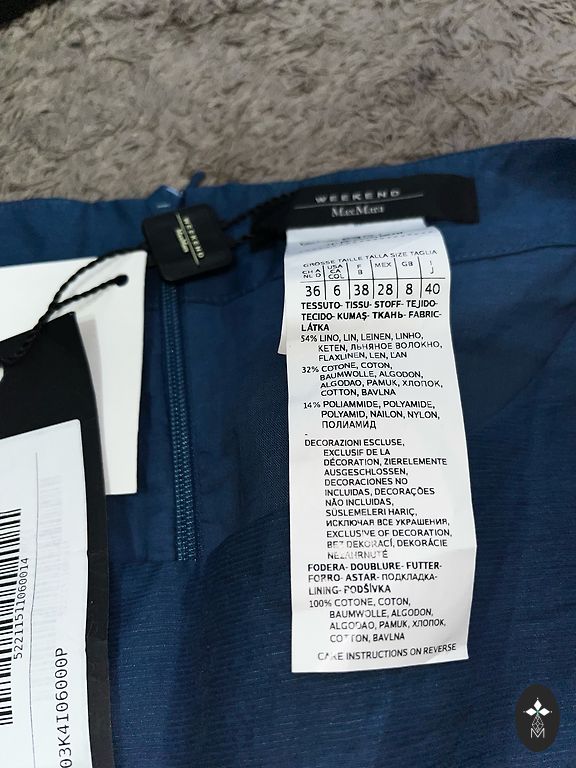 WEEKEND
MaxMara
WEEKEND
MaxMara
GROSSE TAILLE TALLA SIZE TAGLIA
36 6 38 28 8 40
TESSUTO- TISSU- STOFF- TEJIDO-
TECIDO- KUMAŞ- ТКАНЬ- FABRIC-
LÁTKA
54% LINO, LIN, LEINEN, LINHO,
KETEN, ЛЬНЯНОЕ ВОЛОКНО,
FLAXLINEN, LEN, ĽAN
32% COTONE, COTON,
BAUMWOLLE, ALGODON,
ALGODAO, PAMUK, ХЛОПОК,
COTTON, BAVLNA
14% POLIAMMIDE, POLYAMIDE,
POLYAMID, NAILON, NYLON,
ПОЛИАМИД
DECORAZIONI ESCLUSE,
EXCLUSIF DE LA
DÉCORATION, ZIERELEMENTE
AUSGESCHLOSSEN,
DECORACIONES NO
INCLUIDAS, DECORAÇÕES
NÃO INCLUIDAS,
SÜSLEMELERI HARIÇ,
ИСКЛЮЧАЯ ВСЕ УКРАШЕНИЯ,
EXCLUSIVE OF DECORATION,
BEZ DEKORACÍ, DEKORÁCIE
NEZAHRNUTÉ
FODERA- DOUBLURE- FUTTER-
FORRO- ASTAR- ПОДКЛАДКА-
LINING- PODŠÍVKA
100% COTONE, COTON,
BAUMWOLLE, ALGODON,
ALGODAO, PAMUK, ХЛОПОК,
COTTON, BAVLNA
CARE INSTRUCTIONS ON REVERSE
52211511060014
03K4I06000P
M